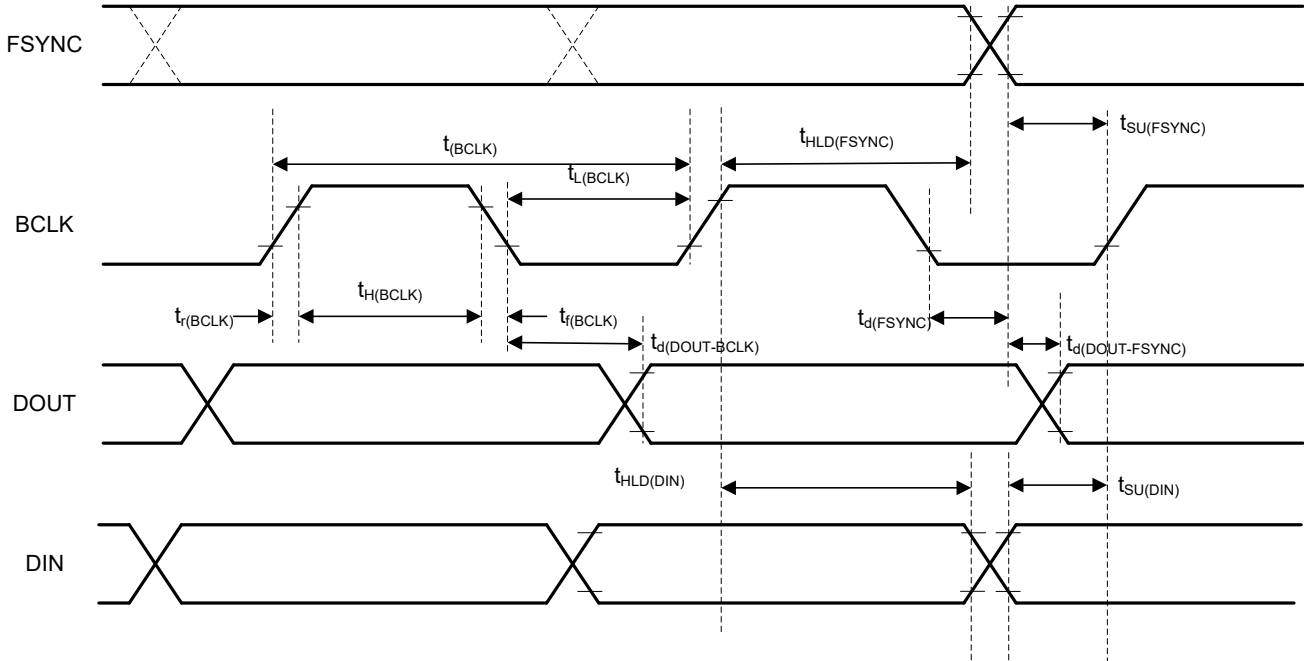 FSYNC
t(BCLK)
tHLD(FSYNC)
tSU(FSYNC)
tL(BCLK)
BCLK
tH(BCLK)
tr(BCLK)
tf(BCLK)
td(FSYNC)
td(DOUT-BCLK)
td(DOUT-FSYNC)
DOUT
tHLD(DIN)
tSU(DIN)
DIN